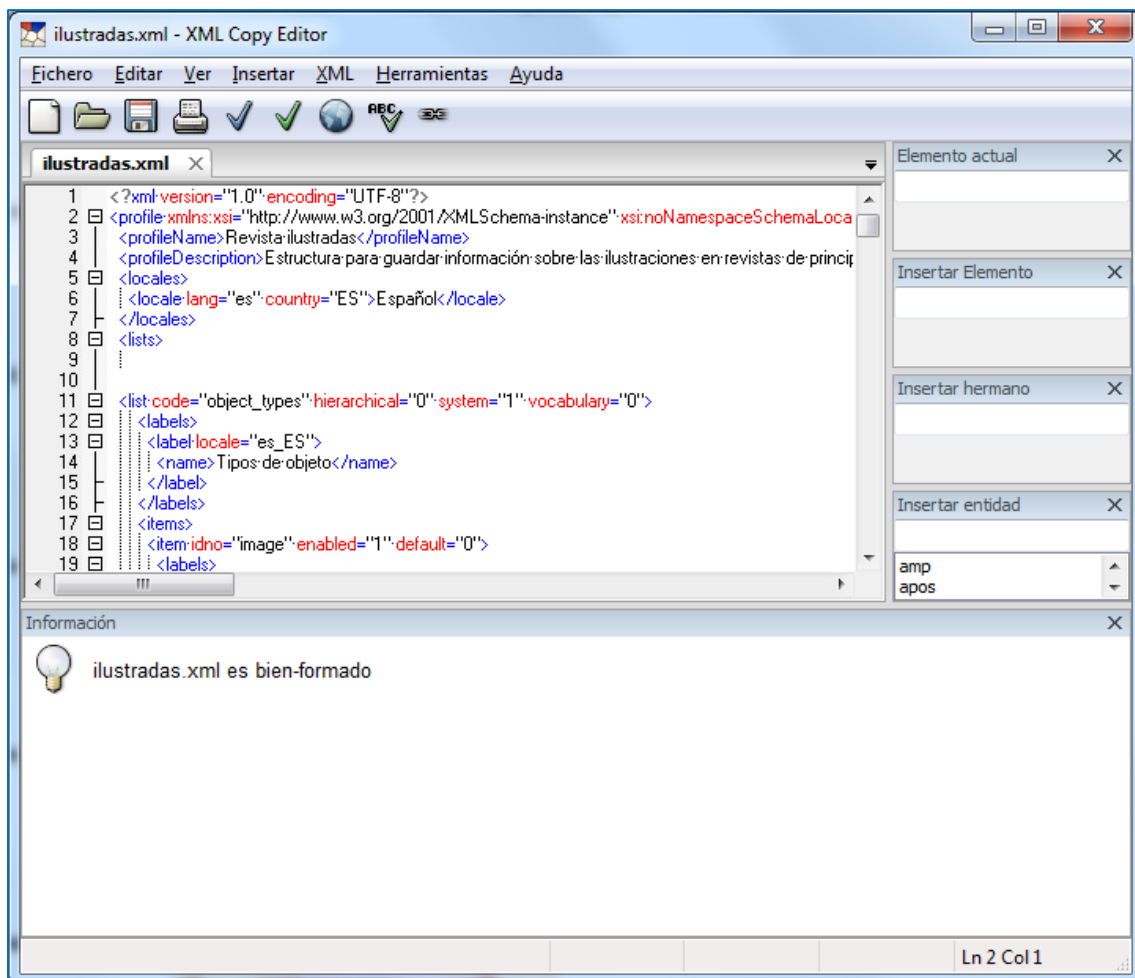 ilustradas.xml - XML Copy Editor
Fichero Editar Ver Insertar XML Herramientas Ayuda
ABC
ilustradas.xml
1 <?xml version="1.0" encoding="UTF-8"?>
2 <profile xmlns:xsi="http://www.w3.org/2001/XMLSchema-instance" xsi:noNamespaceSchemaLoca
3 <profileName>Revista ilustradas</profileName>
4 <profileDescription>Estructura para guardar información sobre las ilustraciones en revistas de princip
5 <locales>
6 <locale lang="es" country="ES">Español</locale>
7 </locales>
8 <lists>
9
10
11 <list code="object_types" hierarchical="0" system="1" vocabulary="0">
12 <labels>
13 <label locale="es_ES">
14 <name>Tipos de objeto</name>
15 </label>
16 </labels>
17 <items>
18 <item idno="image" enabled="1" default="0">
19 <labels>
Elemento actual
Insertar Elemento
Insertar hermano
Insertar entidad
amp
apos
Información
ilustradas.xml es bien-formado
Ln 2 Col 1